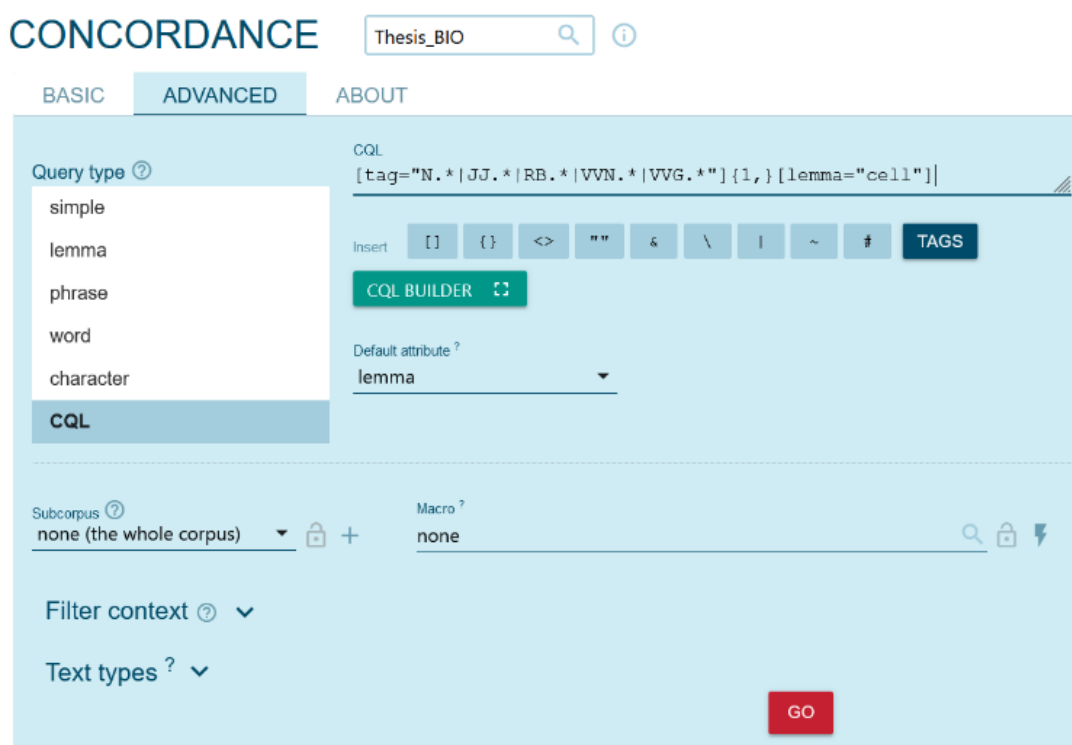 CONCORDANCE Thesis_BIO
BASIC ADVANCED ABOUT
Query type ?
simple
lemma
phrase
word
character
CQL
CQL
[tag="N.*|JJ.*|RB.*|VVN.*|VVG.*"]{1,}[lemma="cell"]
Insert [] {} <> "" & \ | ~ # TAGS
CQL BUILDER
Default attribute ?
lemma
Subcorpus ?
none (the whole corpus) +
Macro ?
none
Filter context ?
Text types ?
GO